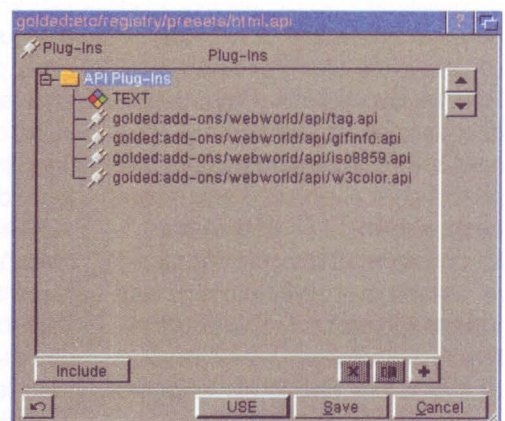 golded:etc/registry/presets/html.api ?
Plug-Ins
Plug-Ins
API Plug-Ins
TEXT
golded:add-ons/webworld/api/tag.api
golded:add-ons/webworld/api/gifinfo.api
golded:add-ons/webworld/api/iso8859.api
golded:add-ons/webworld/api/w3color.api
Include
USE Save Cancel